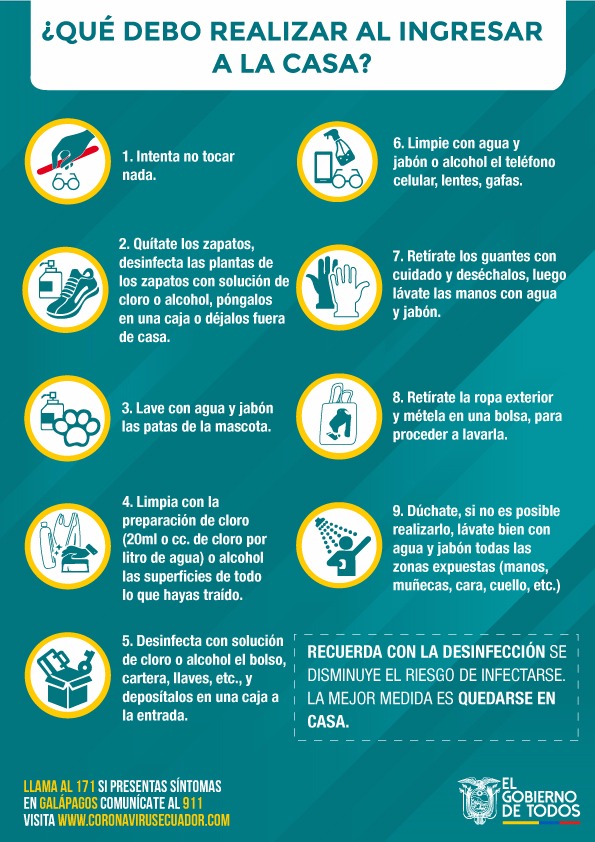 ¿QUÉ DEBO REALIZAR AL INGRESAR
A LA CASA?
1. Intenta no tocar
nada.
2. Quítate los zapatos,
desinfecta las plantas de
los zapatos con solución de
cloro o alcohol, póngalos
en una caja o déjalos fuera
de casa.
3. Lave con agua y jabón
las patas de la mascota.
4. Limpia con la
preparación de cloro
(20ml o cc. de cloro por
litro de agua) o alcohol
las superficies de todo
lo que hayas traído.
5. Desinfecta con solución
de cloro o alcohol el bolso,
cartera, llaves, etc., y
deposítalos en una caja a
la entrada.
6. Limpie con agua y
jabón o alcohol el teléfono
celular, lentes, gafas.
7. Retírate los guantes con
cuidado y deséchalos, luego
lávate las manos con agua
y jabón.
8. Retírate la ropa exterior
y métela en una bolsa, para
proceder a lavarla.
9. Dúchate, si no es posible
realizarlo, lávate bien con
agua y jabón todas las
zonas expuestas (manos,
muñecas, cara, cuello, etc.)
RECUERDA CON LA DESINFECCIÓN SE
DISMINUYE EL RIESGO DE INFECTARSE.
LA MEJOR MEDIDA ES QUEDARSE EN
CASA.
LLAMA AL 171 SI PRESENTAS SÍNTOMAS
EN GALÁPAGOS COMUNÍCATE AL 911
VISITA WWW.CORONAVIRUSECUADOR.COM
EL
GOBIERNO
DE TODOS